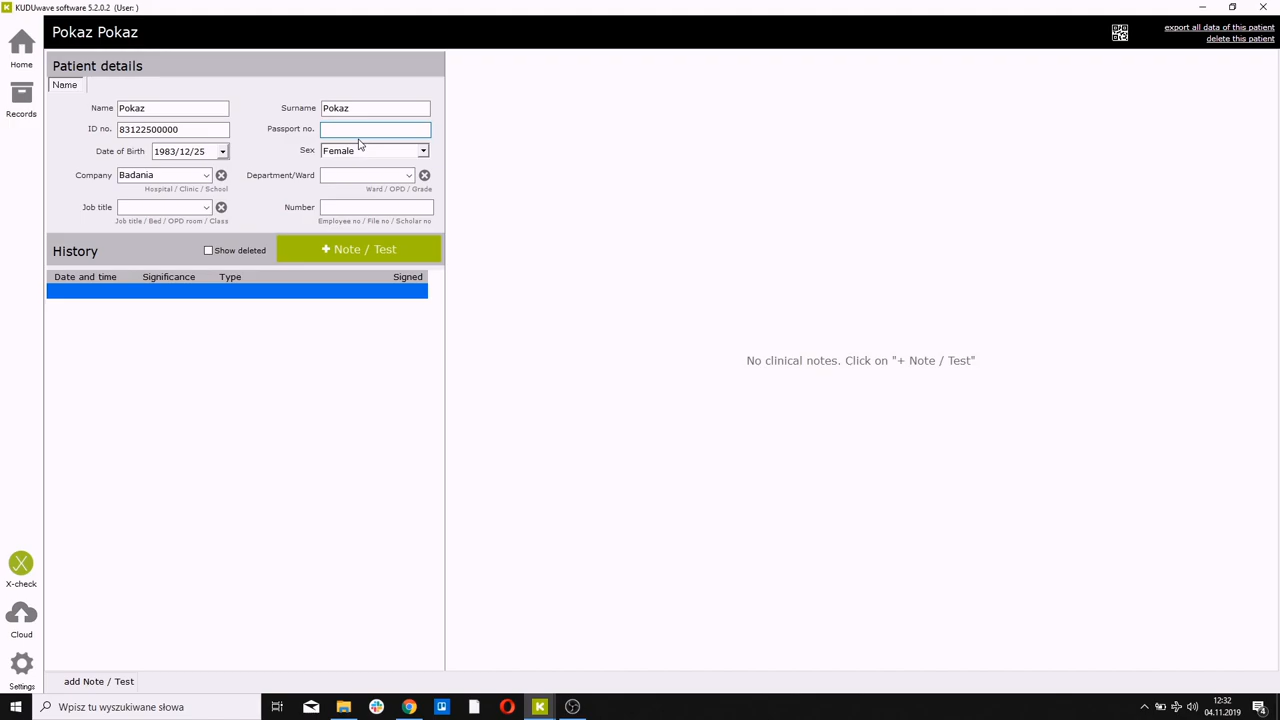 KUDUwave software 5.2.0.2 (User: )
Pokaz Pokaz
export all data of this patient
delete this patient
Home
Records
X-check
Cloud
Settings
Patient details
Name
Name Pokaz Surname Pokaz
ID no. 83122500000 Passport no.
Date of Birth 1983/12/25 Sex Female
Company Badania Department/Ward
Hospital / Clinic / School Ward / OPD / Grade
Job title Number
Job title / Bed / OPD room / Class Employee no / File no / Scholar no
History Show deleted + Note / Test
Date and time Significance Type Signed
No clinical notes. Click on "+ Note / Test"
add Note / Test
Wpisz tu wyszukiwane słowo
12:32
04.11.2019
4